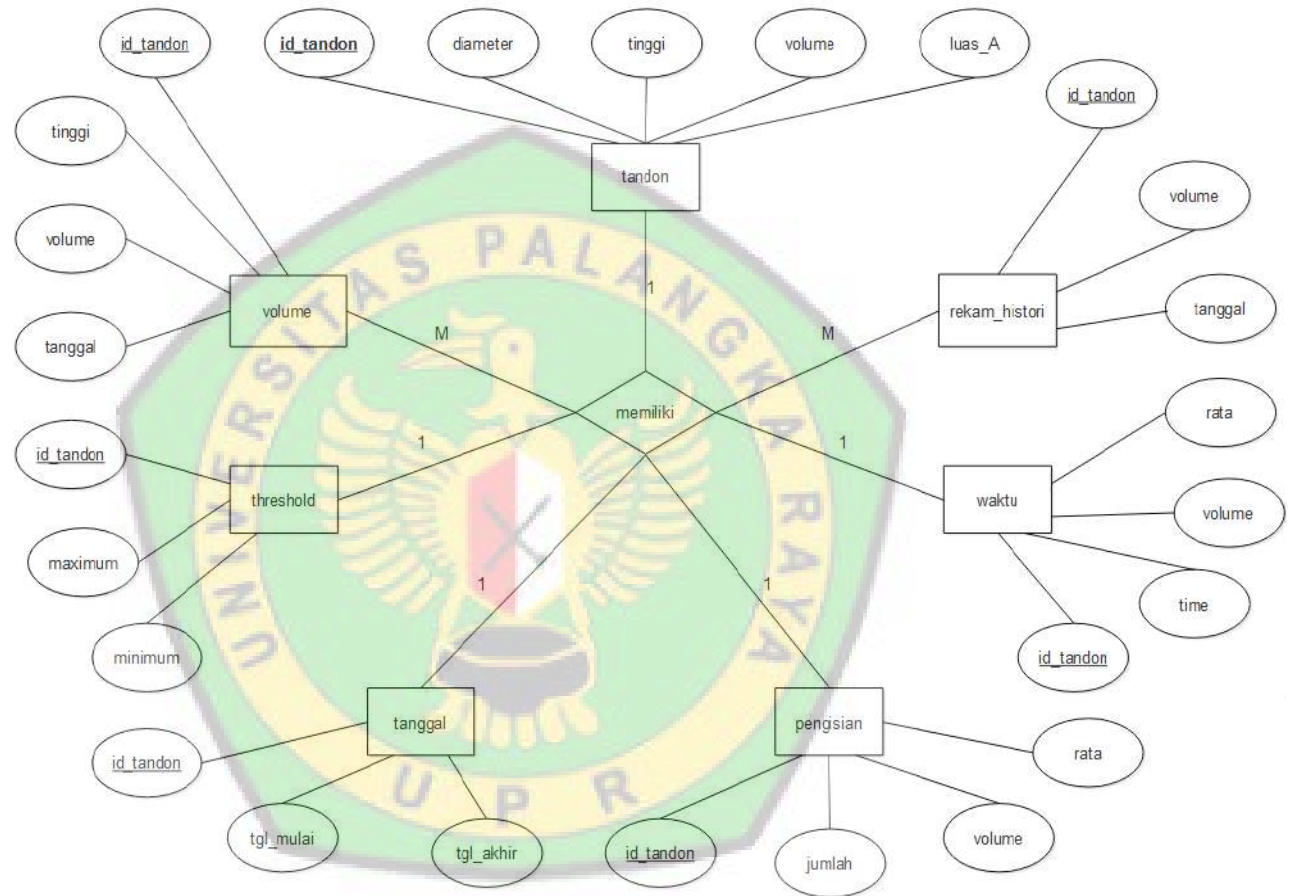 id_tandon
id_tandon
diameter
tinggi
volume
luas_A
id_tandon
tinggi
tandon
volume
volume
volume
rekam_histori
tanggal
tanggal
1
M
M
memiliki
rata
1
1
id_tandon
threshold
waktu
volume
maximum
1
1
time
minimum
id_tandon
tanggal
pengisian
id_tandon
rata
tgl_mulai
tgl_akhir
id_tandon
jumlah
volume
UNIVERSITAS PALANGKA RAYA
UPR